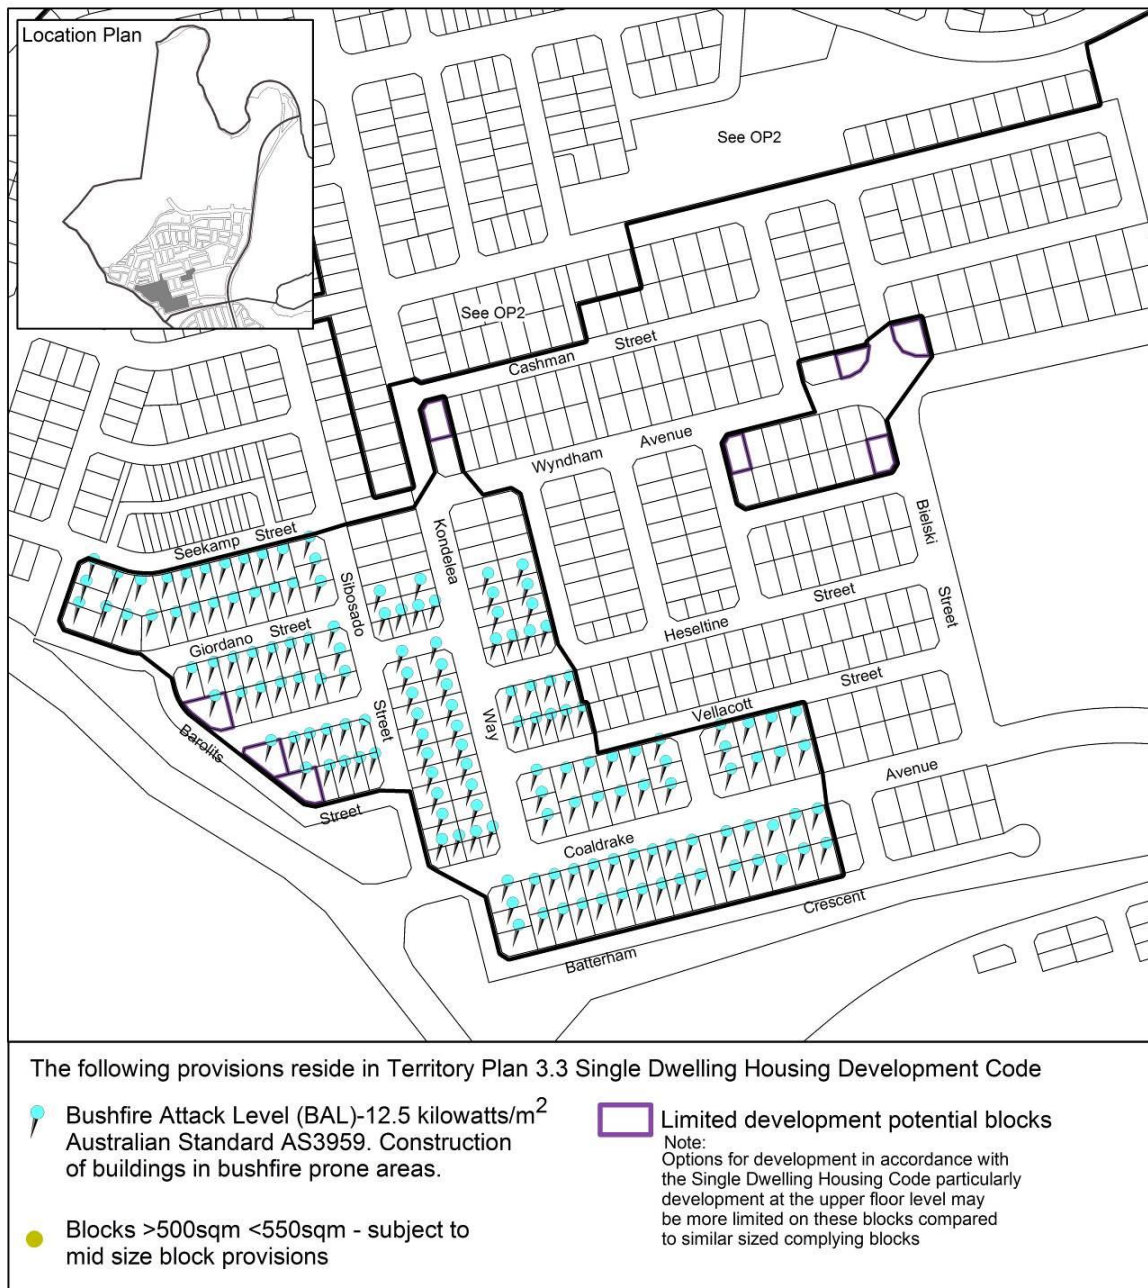 Location Plan
See OP2
See OP2
Cashman Street
Wyndham Avenue
Kondelea Way
Seekamp Street
Sibosado Street
Giordano Street
Bielski Street
Heseltine Street
Barolits Street
Vellacott Street
Coaldrake Avenue
Batterham Crescent
The following provisions reside in Territory Plan 3.3 Single Dwelling Housing Development Code
Bushfire Attack Level (BAL)-12.5 kilowatts/m²
Australian Standard AS3959. Construction
of buildings in bushfire prone areas.
Blocks >500sqm <550sqm - subject to
mid size block provisions
Limited development potential blocks
Note:
Options for development in accordance with
the Single Dwelling Housing Code particularly
development at the upper floor level may
be more limited on these blocks compared
to similar sized complying blocks